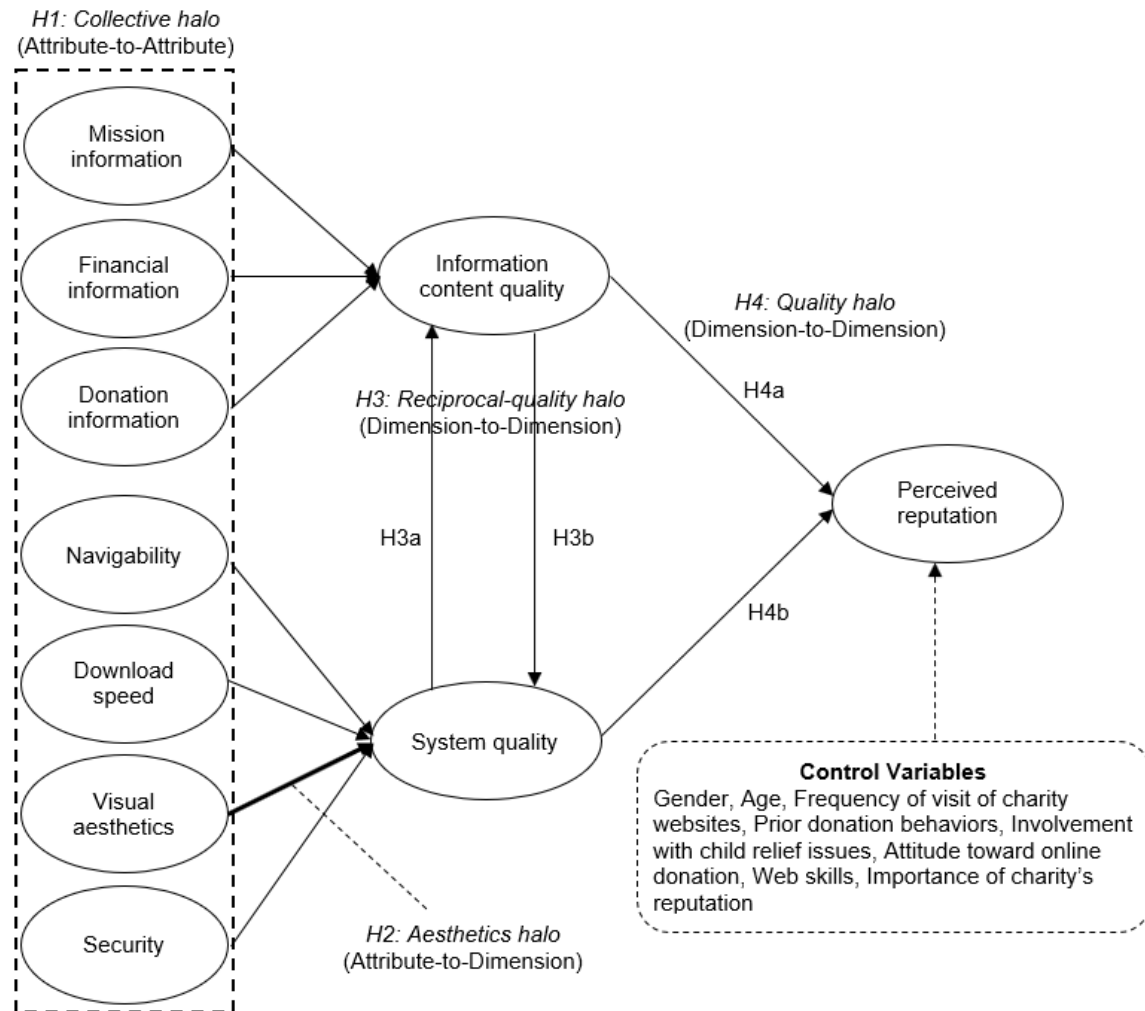 H1: Collective halo
(Attribute-to-Attribute)
Mission
information
Financial
information
Donation
information
Navigability
Download
speed
Visual
aesthetics
Security
Information
content quality
H3: Reciprocal-quality halo
(Dimension-to-Dimension)
H3a
H3b
System quality
H2: Aesthetics halo
(Attribute-to-Dimension)
H4: Quality halo
(Dimension-to-Dimension)
H4a
H4b
Perceived
reputation
Control Variables
Gender, Age, Frequency of visit of charity
websites, Prior donation behaviors, Involvement
with child relief issues, Attitude toward online
donation, Web skills, Importance of charity’s
reputation